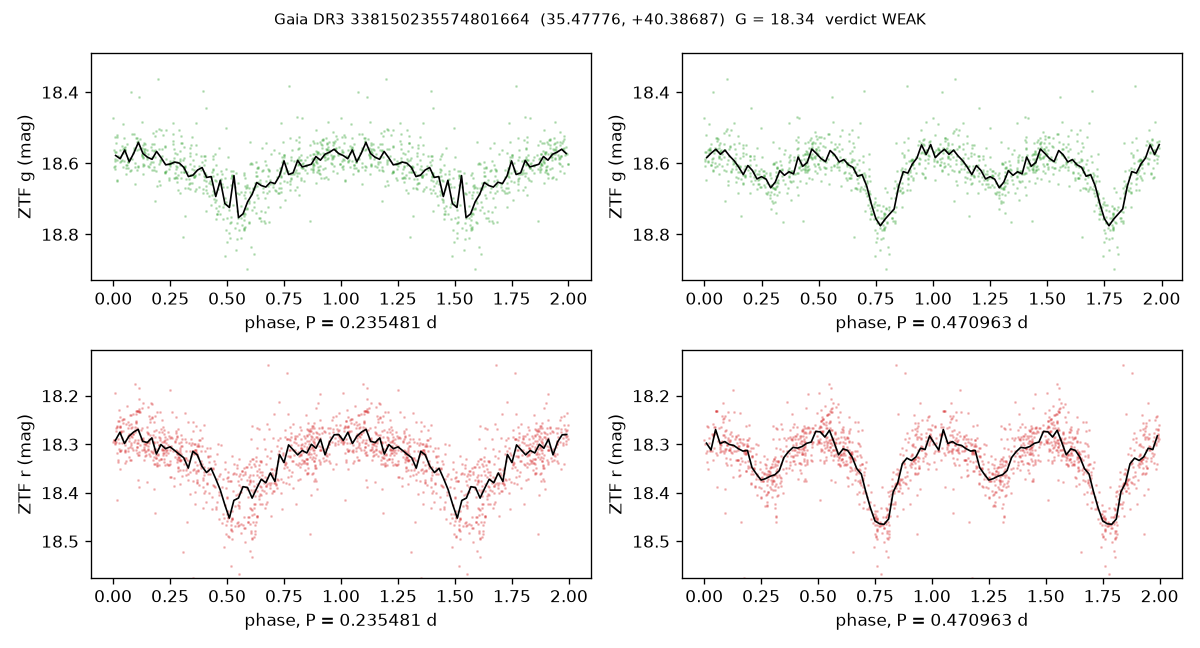 Gaia DR3 338150235574801664  (35.47776, +40.38687)  G = 18.34  verdict WEAK
ZTF g (mag)
18.4
18.6
18.8
0.00 0.25 0.50 0.75 1.00 1.25 1.50 1.75 2.00
phase, P = 0.235481 d
ZTF g (mag)
18.4
18.6
18.8
0.00 0.25 0.50 0.75 1.00 1.25 1.50 1.75 2.00
phase, P = 0.470963 d
ZTF r (mag)
18.2
18.3
18.4
18.5
0.00 0.25 0.50 0.75 1.00 1.25 1.50 1.75 2.00
phase, P = 0.235481 d
ZTF r (mag)
18.2
18.3
18.4
18.5
0.00 0.25 0.50 0.75 1.00 1.25 1.50 1.75 2.00
phase, P = 0.470963 d